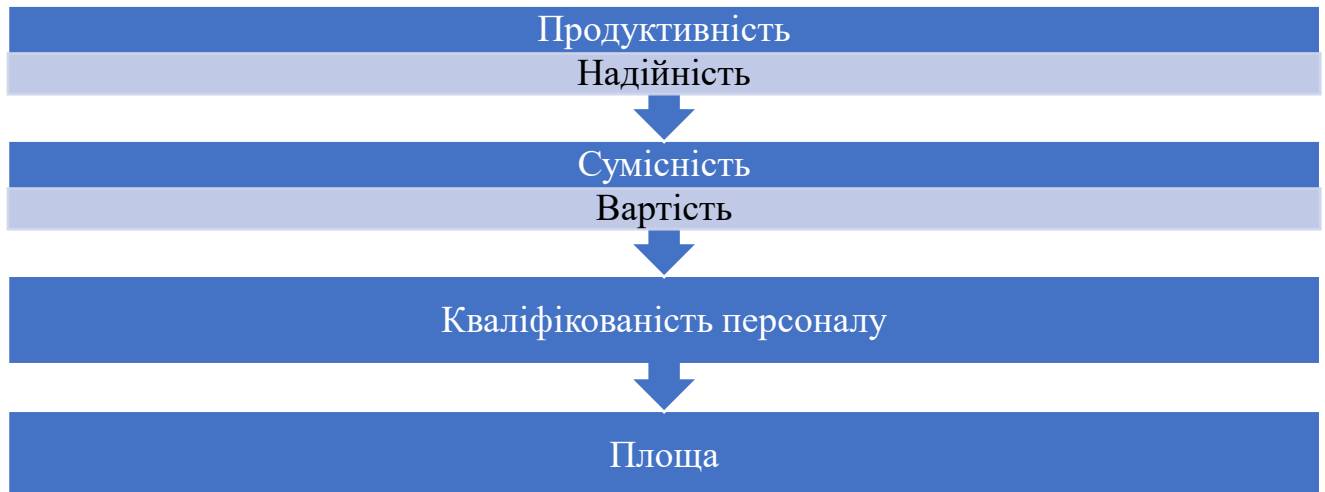 Продуктивність
Надійність
Сумісність
Вартість
Кваліфікованість персоналу
Площа